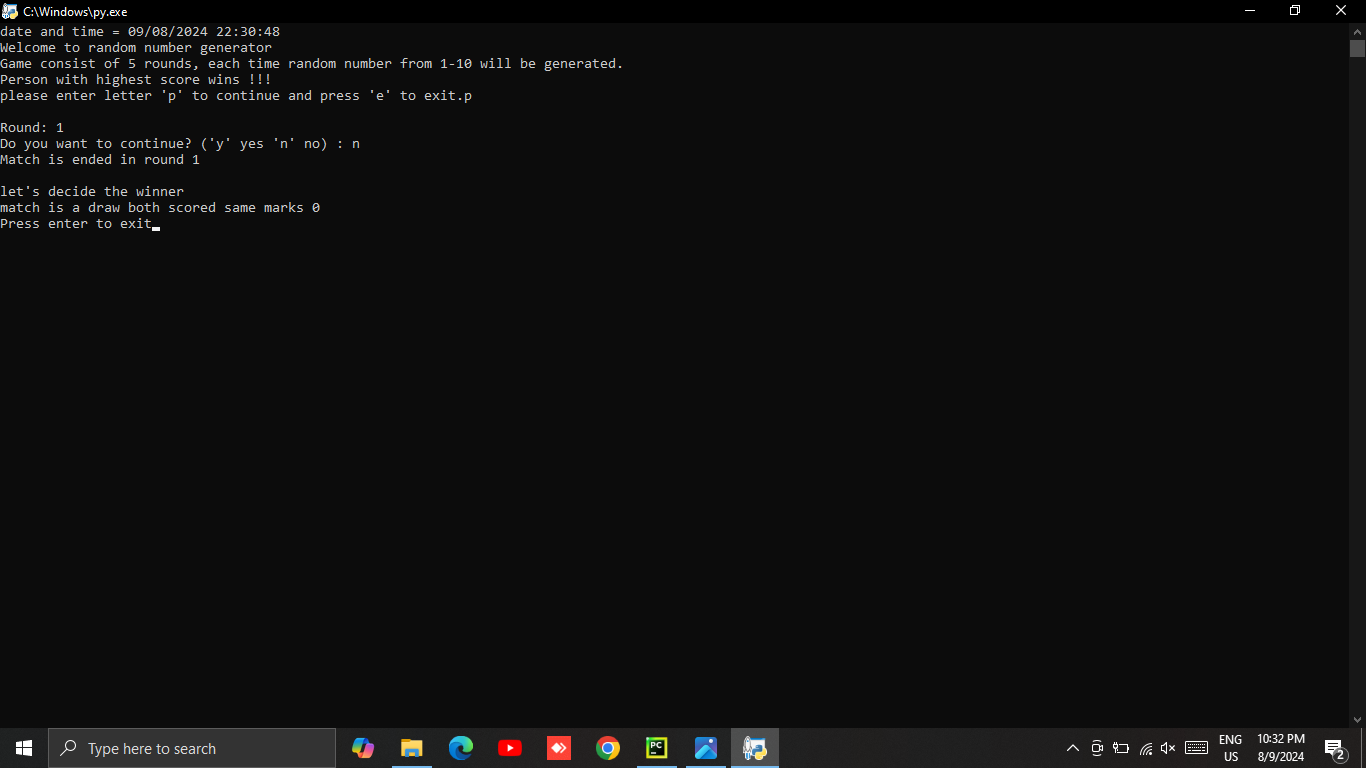 C:\Windows\py.exe
date and time = 09/08/2024 22:30:48
Welcome to random number generator
Game consist of 5 rounds, each time random number from 1-10 will be generated.
Person with highest score wins !!!
please enter letter 'p' to continue and press 'e' to exit.p
Round: 1
Do you want to continue? ('y' yes 'n' no) : n
Match is ended in round 1
let's decide the winner
match is a draw both scored same marks 0
Press enter to exit
Type here to search
PC
ENG
US
10:32 PM
8/9/2024
2